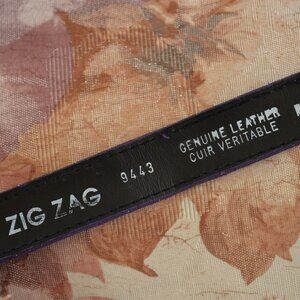 ZIG ZAG
9443
GENUINE LEATHER
CUIR VERITABLE